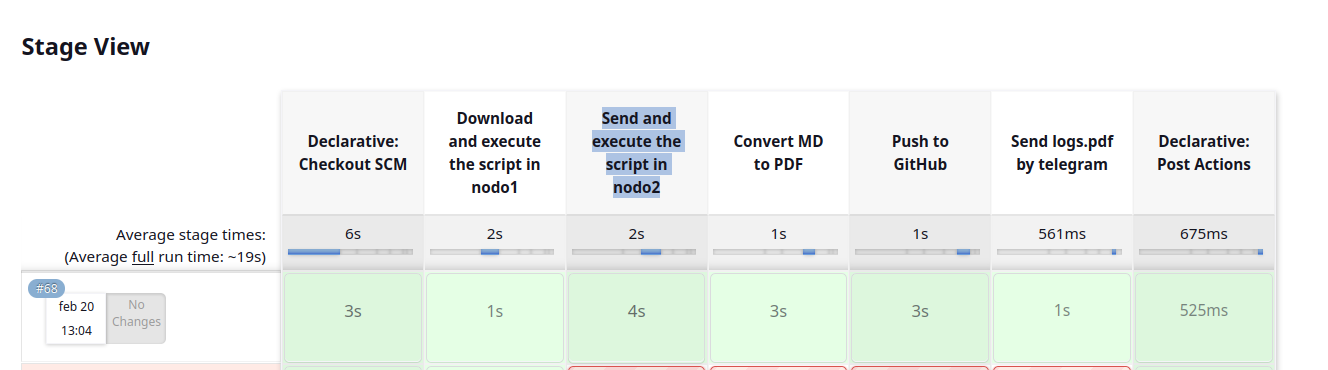 Stage View
Declarative:
Checkout SCM
Download
and execute
the script in
nodo1
Send and
execute the
script in
nodo2
Convert MD
to PDF
Push to
GitHub
Send logs.pdf
by telegram
Declarative:
Post Actions
Average stage times:
(Average full run time: ~19s)
6s
2s
2s
1s
1s
561ms
675ms
#68
feb 20
13:04
No
Changes
3s
1s
4s
3s
3s
1s
525ms